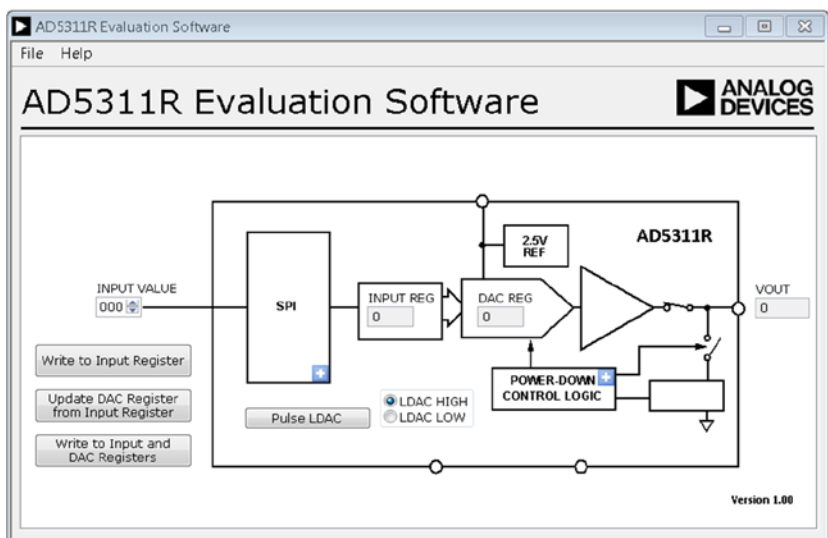 AD5311R Evaluation Software
File Help
AD5311R Evaluation Software
ANALOG
DEVICES
2.5V
REF
AD5311R
INPUT VALUE
000
SPI
INPUT REG
0
DAC REG
0
VOUT
0
Write to Input Register
Update DAC Register
from Input Register
Write to Input and
DAC Registers
Pulse LDAC
LDAC HIGH
LDAC LOW
POWER-DOWN
CONTROL LOGIC
Version 1.00